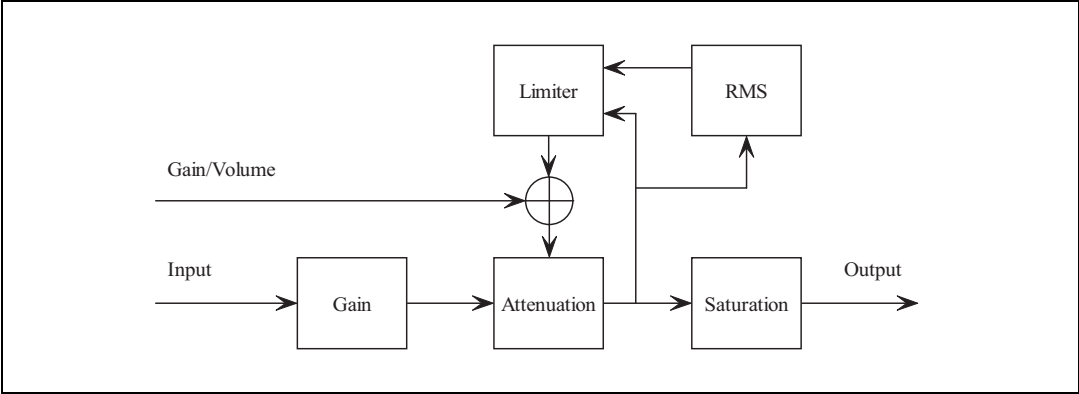 Limiter
RMS
Gain/Volume
Input
Output
Gain
Attenuation
Saturation